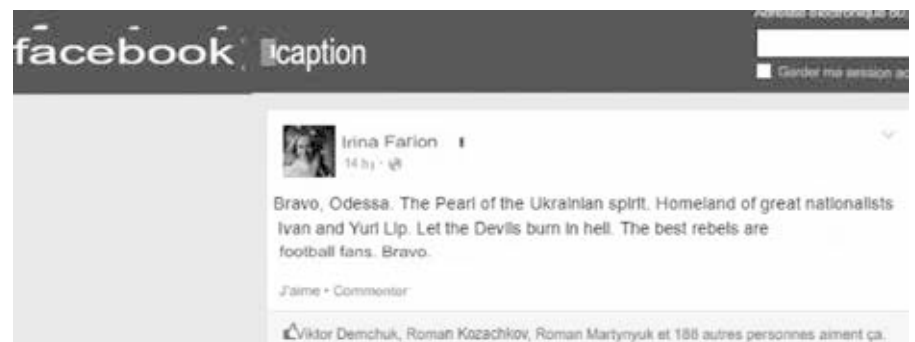 facebook caption
Garder ma session ac
Irina Farion
14 h
Bravo, Odessa. The Pearl of the Ukrainian spirit. Homeland of great nationalists
Ivan and Yuri Lip. Let the Devils burn in hell. The best rebels are
football fans. Bravo.
J'aime • Commenter
Viktor Demchuk, Roman Kozachkov, Roman Martynyuk et 188 autres personnes aiment ça.